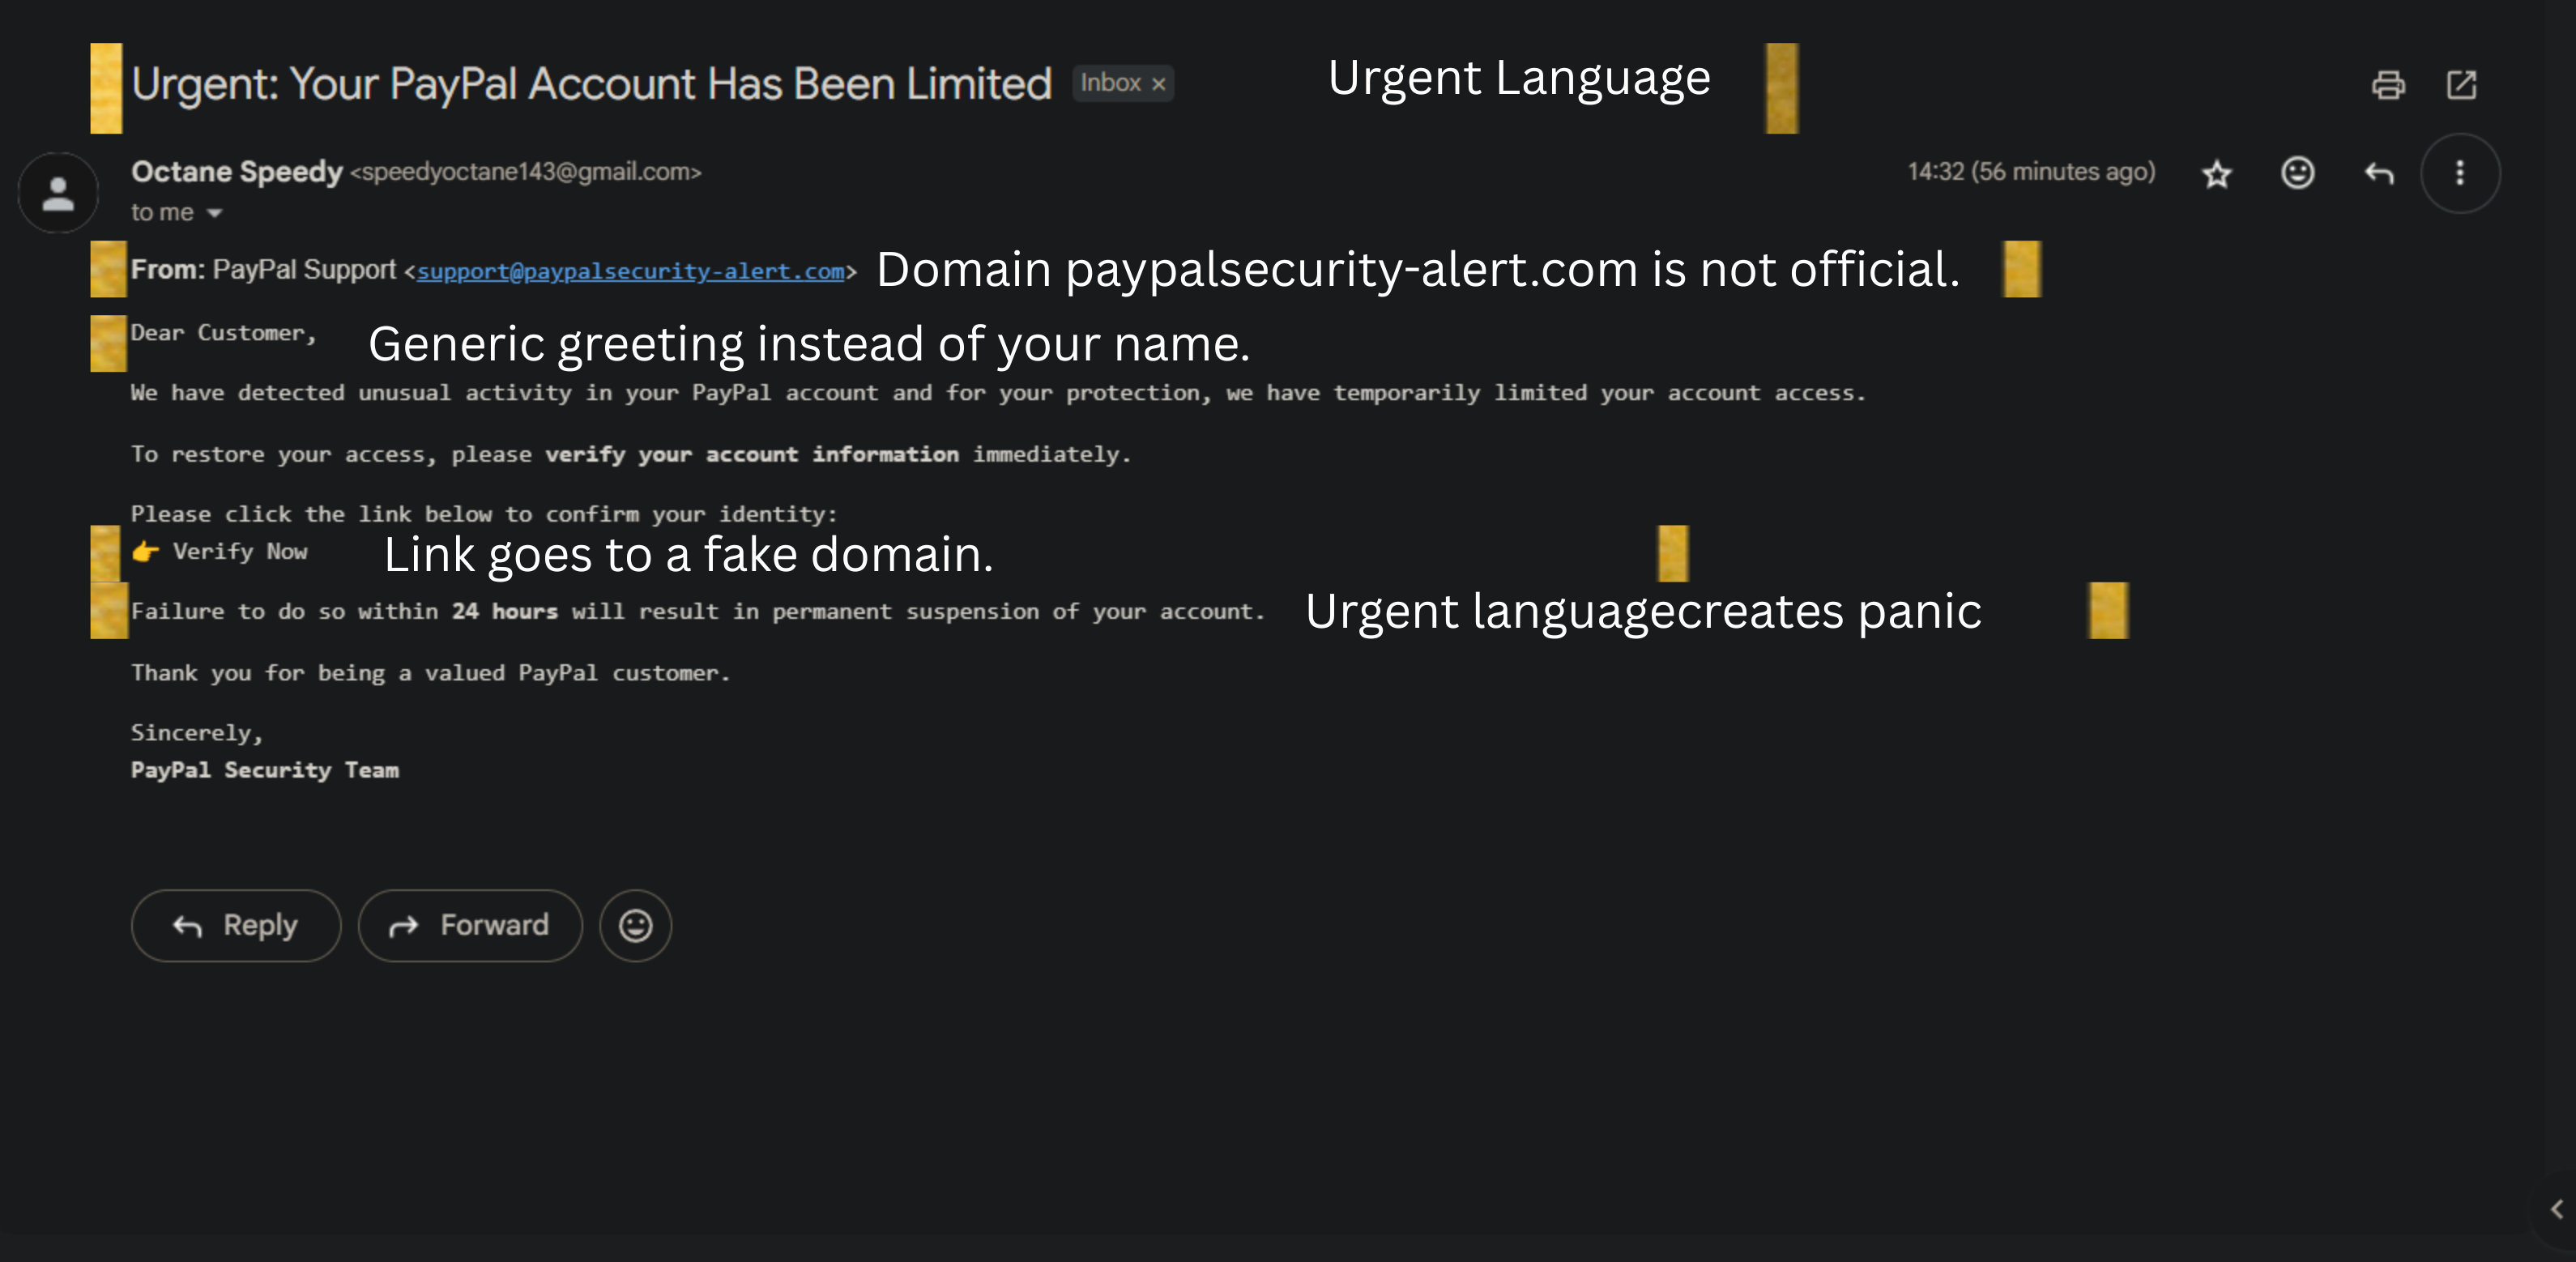 Urgent: Your PayPal Account Has Been Limited Inbox × Urgent Language
Octane Speedy <speedyoctane143@gmail.com> 14:32 (56 minutes ago)
to me
From: PayPal Support <support@paypalsecurity-alert.com> Domain paypalsecurity-alert.com is not official.
Dear Customer, Generic greeting instead of your name.
We have detected unusual activity in your PayPal account and for your protection, we have temporarily limited your account access.
To restore your access, please verify your account information immediately.
Please click the link below to confirm your identity:
👉 Verify Now Link goes to a fake domain.
Failure to do so within 24 hours will result in permanent suspension of your account. Urgent languagecreates panic
Thank you for being a valued PayPal customer.
Sincerely,
PayPal Security Team
Reply Forward